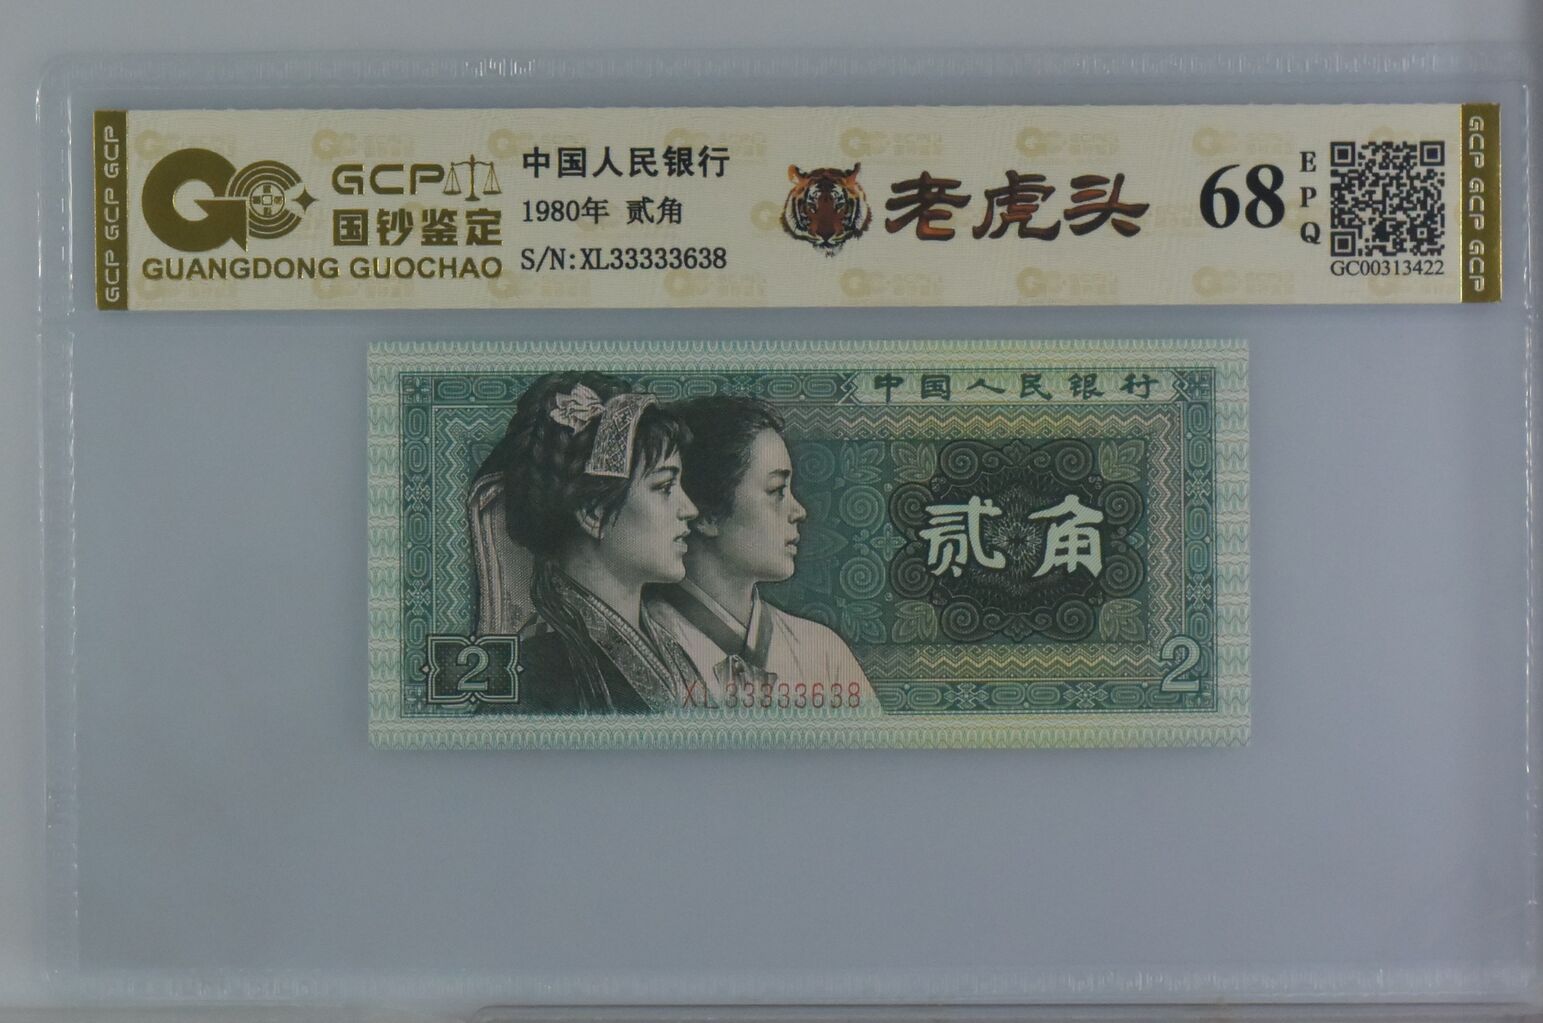 GCP GCP GCP
GCP
国钞鉴定
GUANGDONG GUOCHAO
中国人民银行
1980年 贰角
S/N:XL33333638
老虎头
68
EPQ
GC00313422
GCP GCP GCP
中国人民银行
贰角
2
XL33333638
2